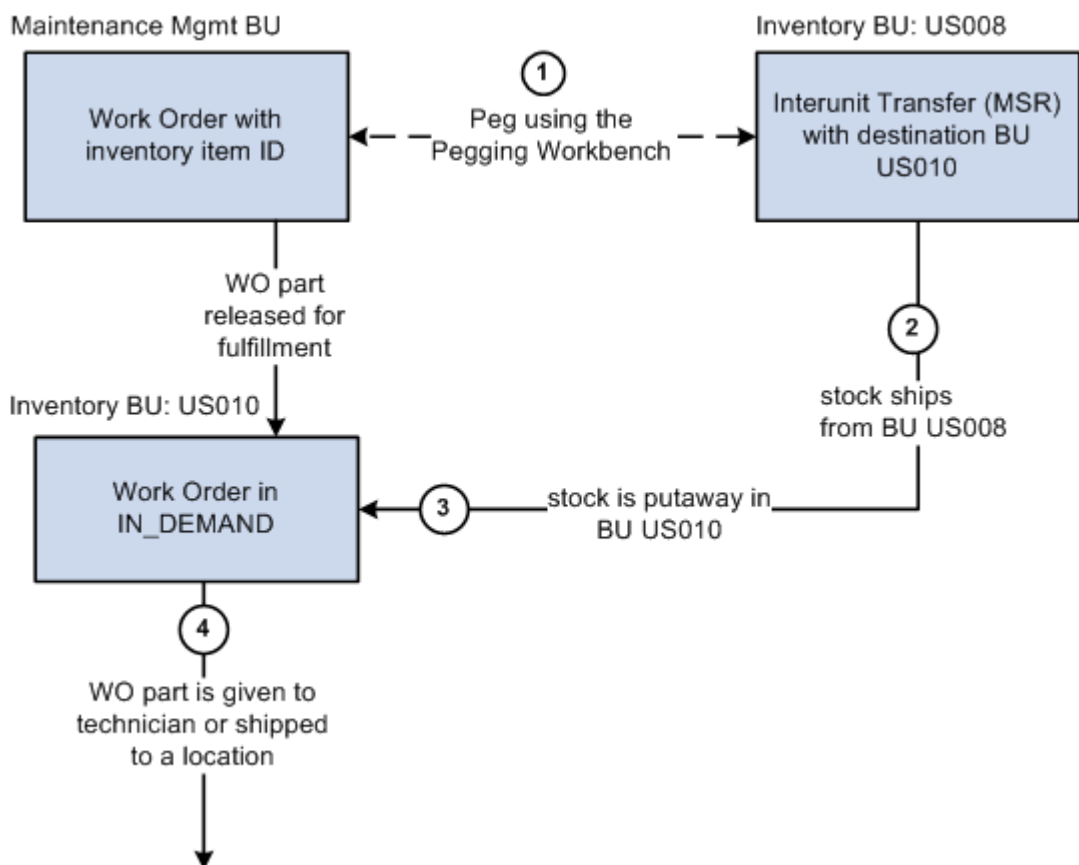 Maintenance Mgmt BU
Inventory BU: US008
Work Order with
inventory item ID
1
Peg using the
Pegging Workbench
Interunit Transfer (MSR)
with destination BU
US010
WO part
released for
fulfillment
2
stock ships
from BU US008
Inventory BU: US010
Work Order in
IN_DEMAND
3
stock is putaway in
BU US010
4
WO part is given to
technician or shipped
to a location